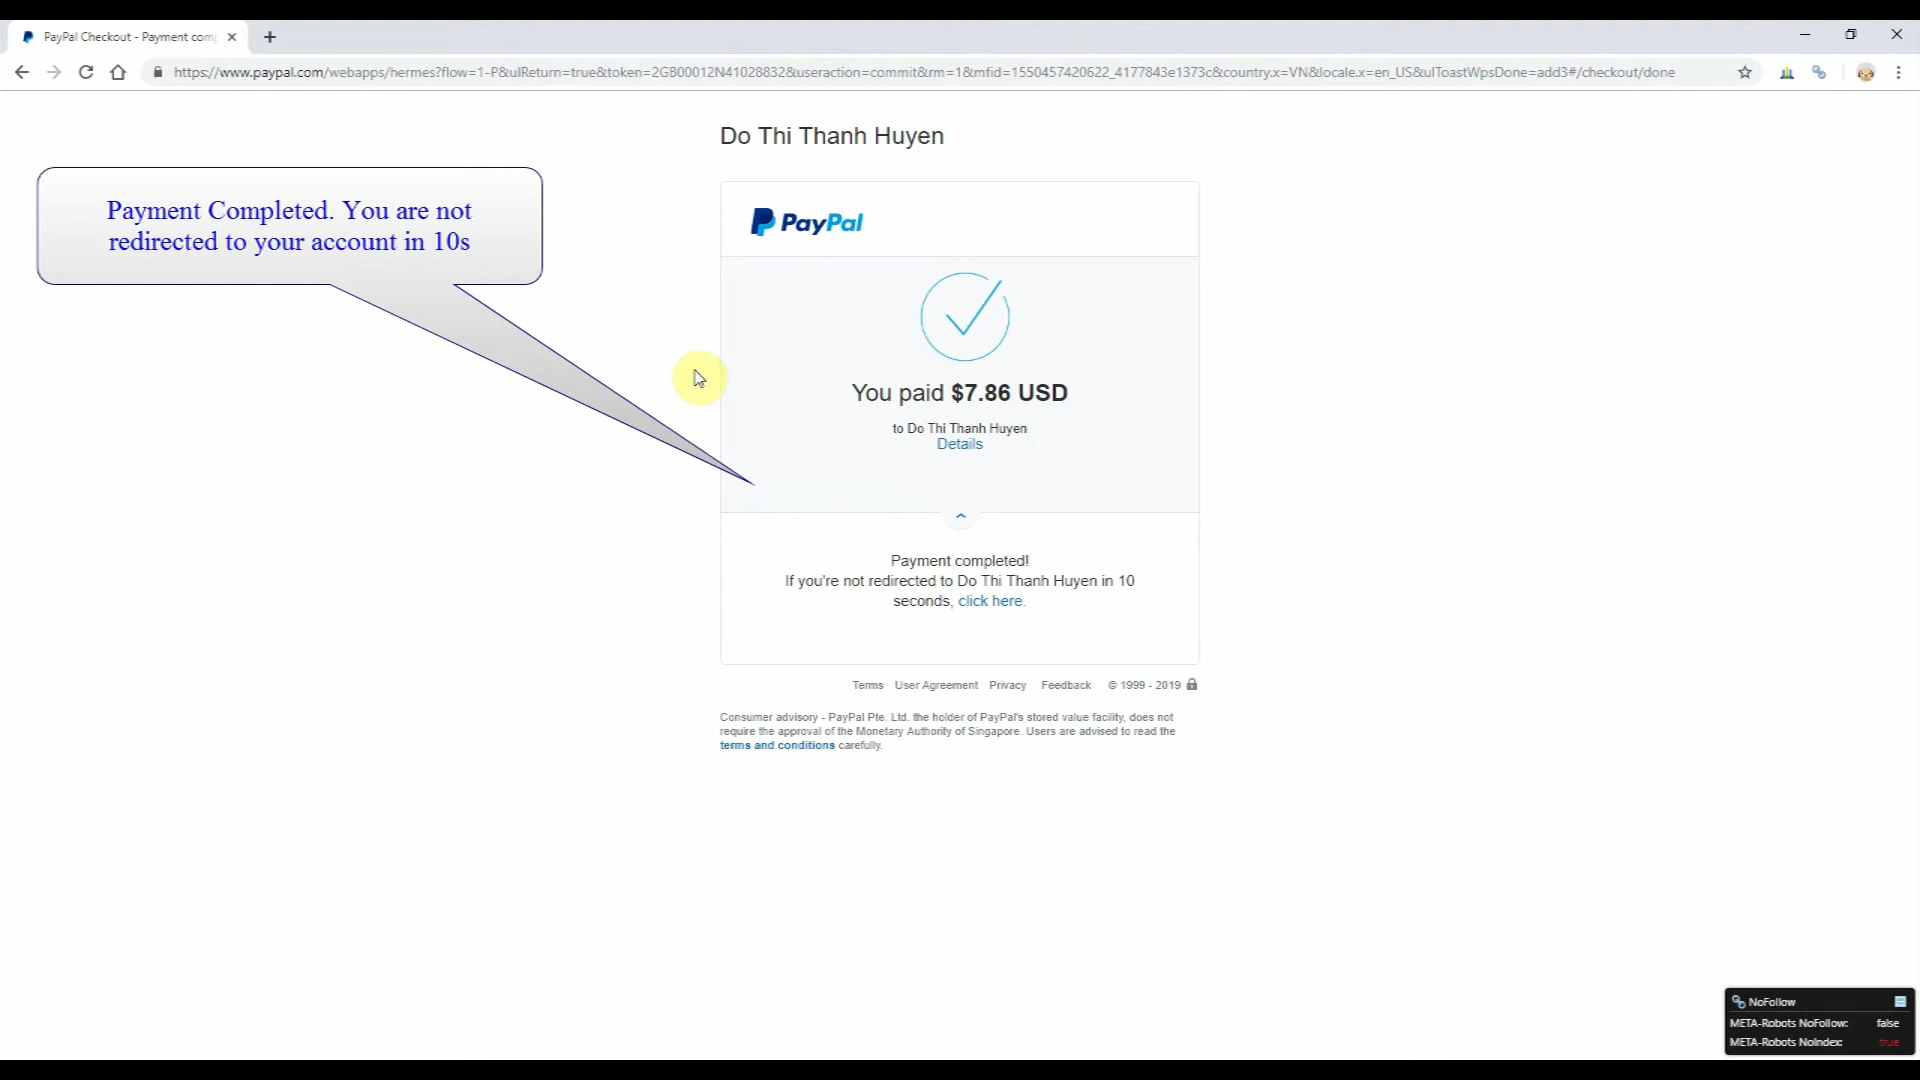 PayPal Checkout - Payment comp
https://www.paypal.com/webapps/hermes?flow=1-P&ulReturn=true&token=2GB00012N41028832&useraction=commit&rm=1&mfid=1550457420622_4177843e1373c&country.x=VN&locale.x=en_US&ulToastWpsDone=add3#/checkout/done
Do Thi Thanh Huyen
Payment Completed. You are not
redirected to your account in 10s
PayPal
You paid $7.86 USD
to Do Thi Thanh Huyen
Details
Payment completed!
If you're not redirected to Do Thi Thanh Huyen in 10
seconds, click here.
Terms User Agreement Privacy Feedback © 1999 - 2019
Consumer advisory - PayPal Pte. Ltd. the holder of PayPal's stored value facility, does not
require the approval of the Monetary Authority of Singapore. Users are advised to read the
terms and conditions carefully.
NoFollow
META-Robots NoFollow: false
META-Robots NoIndex: true